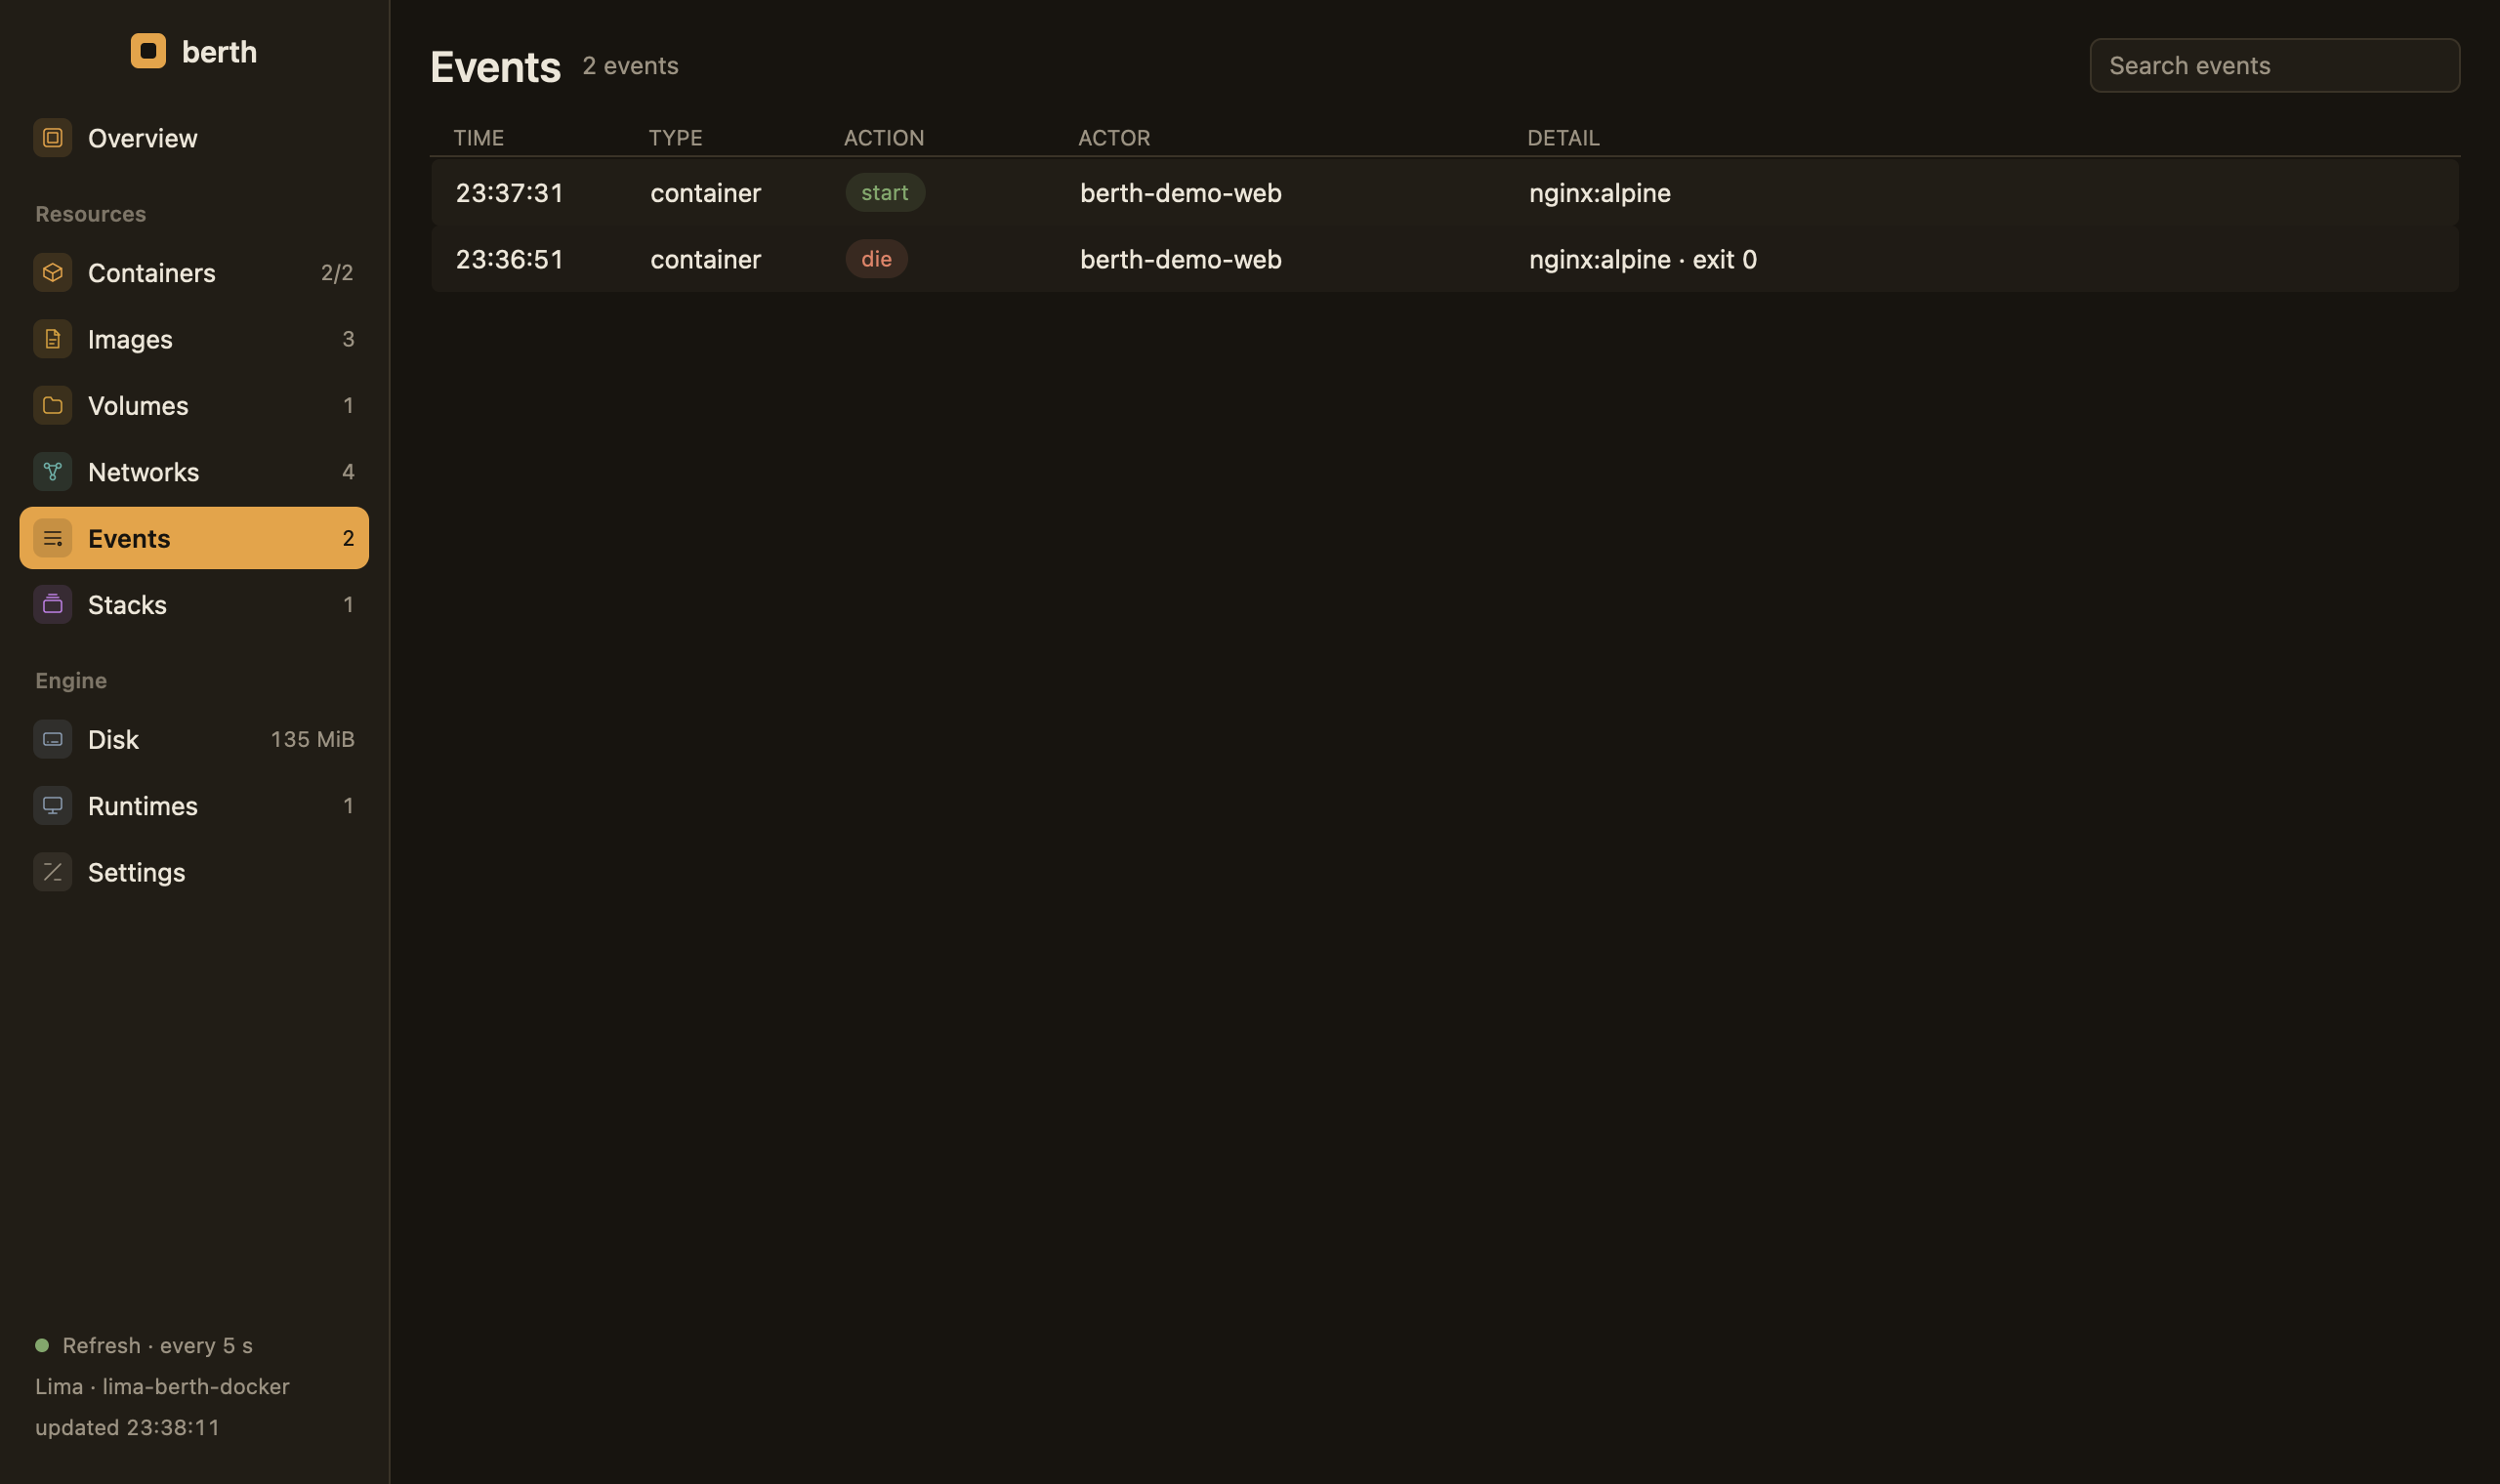 berth
Overview
Resources
Containers 2/2
Images 3
Volumes 1
Networks 4
Events 2
Stacks 1
Engine
Disk 135 MiB
Runtimes 1
Settings
Refresh · every 5 s
Lima · lima-berth-docker
updated 23:38:11
Events 2 events
Search events
TIME TYPE ACTION ACTOR DETAIL
23:37:31 container start berth-demo-web nginx:alpine
23:36:51 container die berth-demo-web nginx:alpine · exit 0